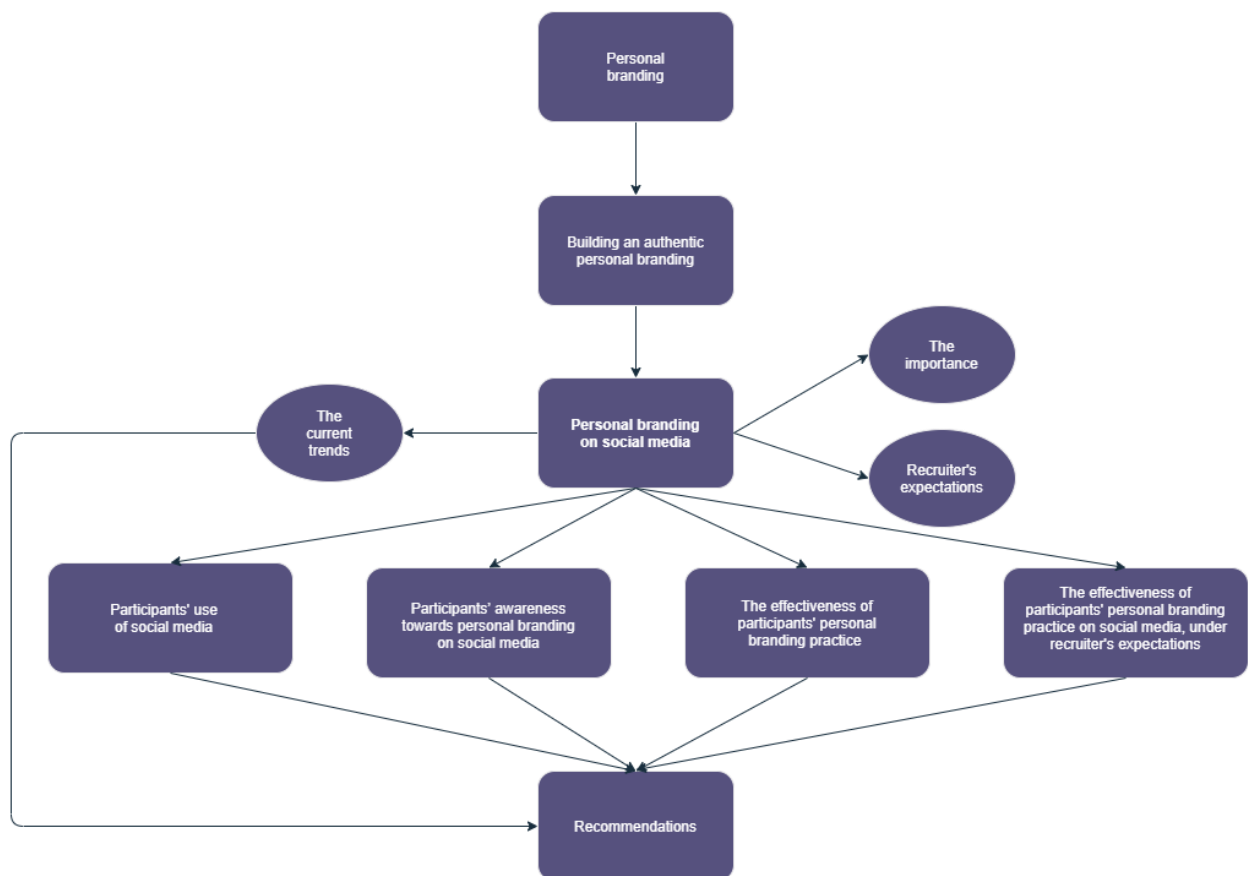 Personal
branding
Building an authentic
personal branding
The
importance
The
current
trends
Personal branding
on social media
Recruiter's
expectations
Participants' use
of social media
Participants' awareness
towards personal branding
on social media
The effectiveness of
participants' personal
branding practice
The effectiveness of
participants' personal branding
practice on social media, under
recruiter's expectations
Recommendations